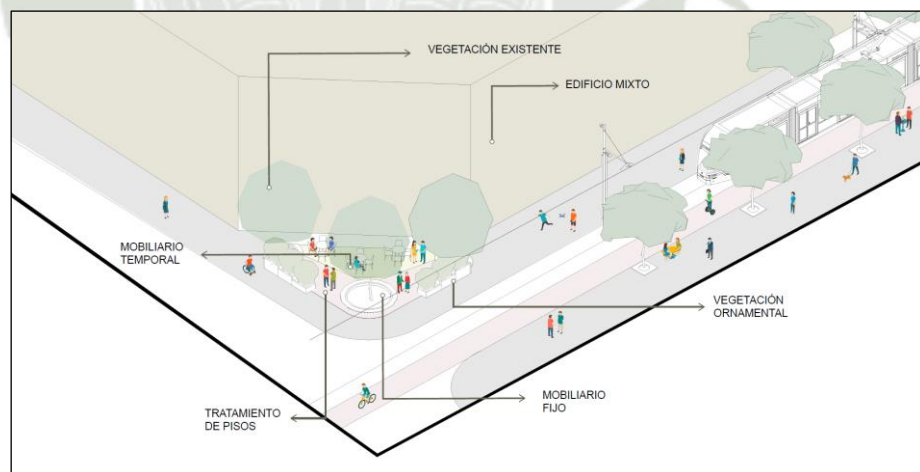 VEGETACIÓN EXISTENTE
EDIFICIO MIXTO
MOBILIARIO
TEMPORAL
VEGETACIÓN
ORNAMENTAL
TRATAMIENTO
DE PISOS
MOBILIARIO
FIJO